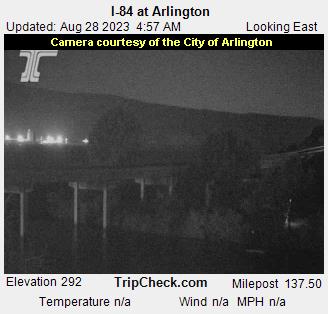 I-84 at Arlington
Updated: Aug 28 2023 4:57 AM Looking East
Camera courtesy of the City of Arlington
Elevation 292 TripCheck.com Milepost 137.50
Temperature n/a Wind n/a MPH n/a